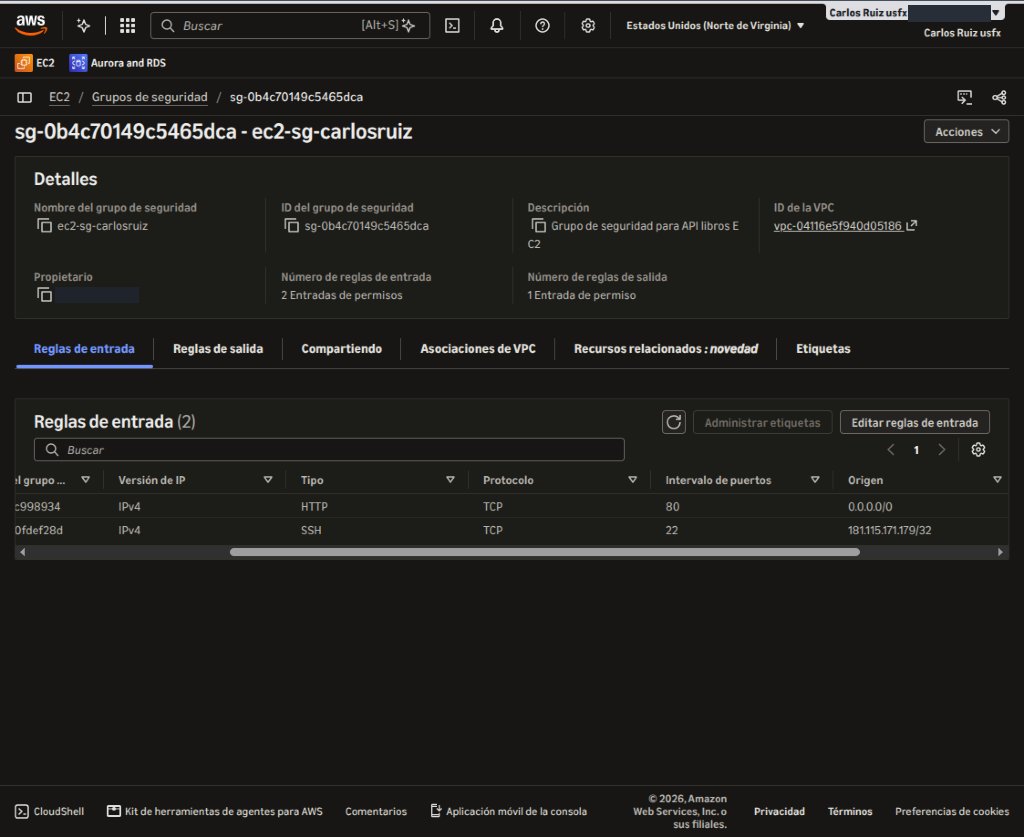 aws
Buscar [Alt+S]
Estados Unidos (Norte de Virginia)
Carlos Ruiz usfx
Carlos Ruiz usfx
EC2 Aurora and RDS
EC2 / Grupos de seguridad / sg-0b4c70149c5465dca
sg-0b4c70149c5465dca - ec2-sg-carlosruiz
Acciones
Detalles
Nombre del grupo de seguridad
ec2-sg-carlosruiz
ID del grupo de seguridad
sg-0b4c70149c5465dca
Descripción
Grupo de seguridad para API libros E
C2
ID de la VPC
vpc-04116e5f940d05186
Propietario
Número de reglas de entrada
2 Entradas de permisos
Número de reglas de salida
1 Entrada de permiso
Reglas de entrada Reglas de salida Compartiendo Asociaciones de VPC Recursos relacionados : novedad Etiquetas
Reglas de entrada (2)
Administrar etiquetas Editar reglas de entrada
Buscar
1
el grupo ... Versión de IP Tipo Protocolo Intervalo de puertos Origen
c998934 IPv4 HTTP TCP 80 0.0.0.0/0
0fdef28d IPv4 SSH TCP 22 181.115.171.179/32
CloudShell Kit de herramientas de agentes para AWS Comentarios Aplicación móvil de la consola
© 2026, Amazon
Web Services, Inc. o
sus filiales.
Privacidad Términos Preferencias de cookies